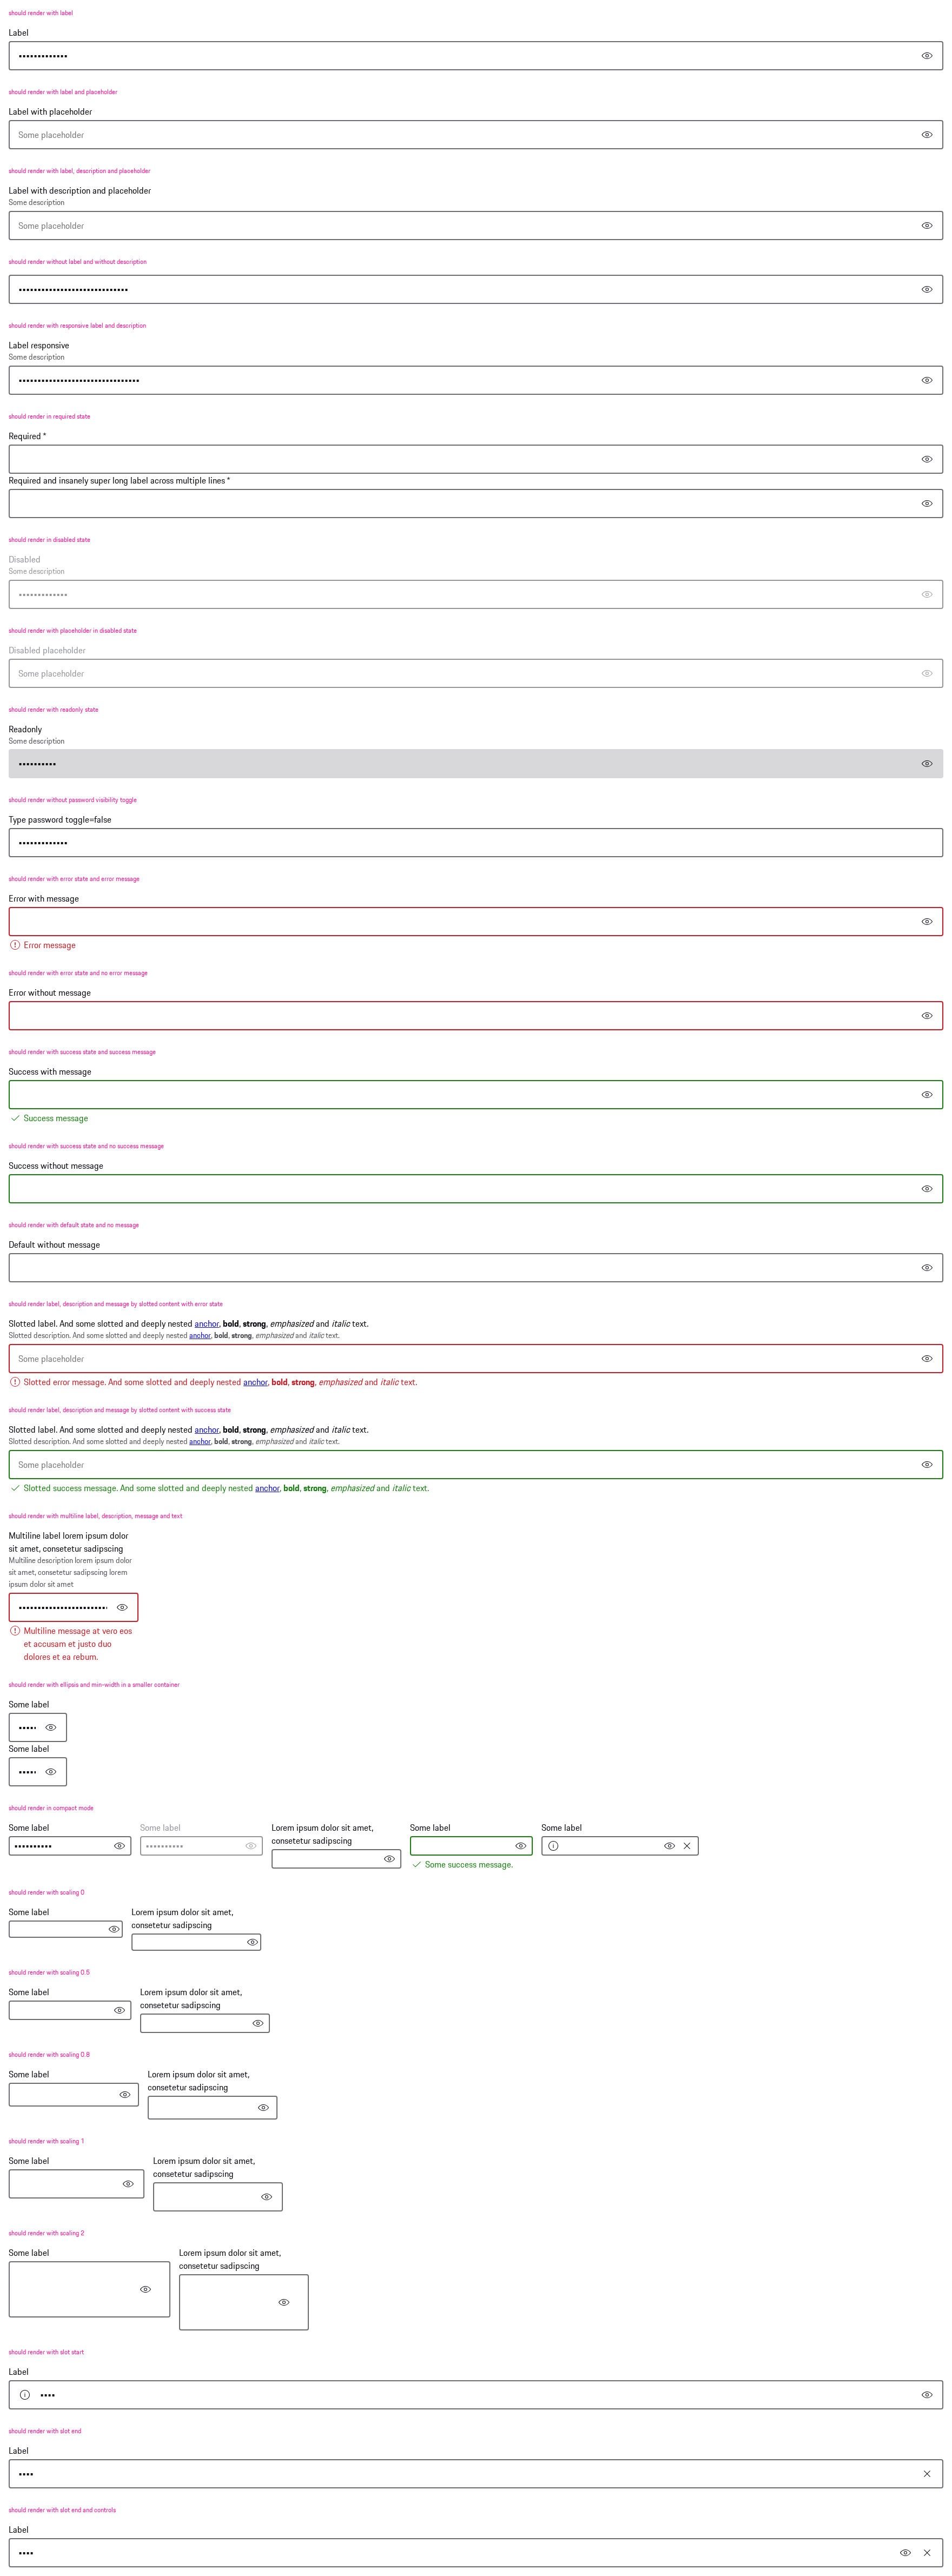 should render with label
Label
•••••••••••••
should render with label and placeholder
Label with placeholder
Some placeholder
should render with label, description and placeholder
Label with description and placeholder
Some description
Some placeholder
should render without label and without description
•••••••••••••••••••••••••••••
should render with responsive label and description
Label responsive
Some description
••••••••••••••••••••••••••••••••
should render in required state
Required *
Required and insanely super long label across multiple lines *
should render in disabled state
Disabled
Some description
•••••••••••••
should render with placeholder in disabled state
Disabled placeholder
Some placeholder
should render with readonly state
Readonly
Some description
••••••••••
should render without password visibility toggle
Type password toggle=false
•••••••••••••
should render with error state and error message
Error with message
Error message
should render with error state and no error message
Error without message
should render with success state and success message
Success with message
Success message
should render with success state and no success message
Success without message
should render with default state and no message
Default without message
should render label, description and message by slotted content with error state
Slotted label. And some slotted and deeply nested anchor, bold, strong, emphasized and italic text.
Slotted description. And some slotted and deeply nested anchor, bold, strong, emphasized and italic text.
Some placeholder
Slotted error message. And some slotted and deeply nested anchor, bold, strong, emphasized and italic text.
should render label, description and message by slotted content with success state
Slotted label. And some slotted and deeply nested anchor, bold, strong, emphasized and italic text.
Slotted description. And some slotted and deeply nested anchor, bold, strong, emphasized and italic text.
Some placeholder
Slotted success message. And some slotted and deeply nested anchor, bold, strong, emphasized and italic text.
should render with multiline label, description, message and text
Multiline label lorem ipsum dolor
sit amet, consetetur sadipscing
Multiline description lorem ipsum dolor
sit amet, consetetur sadipscing lorem
ipsum dolor sit amet
••••••••••••••••••••••••
Multiline message at vero eos
et accusam et justo duo
dolores et ea rebum.
should render with ellipsis and min-width in a smaller container
Some label
•••••
Some label
•••••
should render in compact mode
Some label
••••••••••
Some label
••••••••••
Lorem ipsum dolor sit amet,
consetetur sadipscing
Some label
Some success message.
Some label
should render with scaling 0
Some label
Lorem ipsum dolor sit amet,
consetetur sadipscing
should render with scaling 0.5
Some label
Lorem ipsum dolor sit amet,
consetetur sadipscing
should render with scaling 0.8
Some label
Lorem ipsum dolor sit amet,
consetetur sadipscing
should render with scaling 1
Some label
Lorem ipsum dolor sit amet,
consetetur sadipscing
should render with scaling 2
Some label
Lorem ipsum dolor sit amet,
consetetur sadipscing
should render with slot start
Label
••••
should render with slot end
Label
••••
should render with slot end and controls
Label
••••